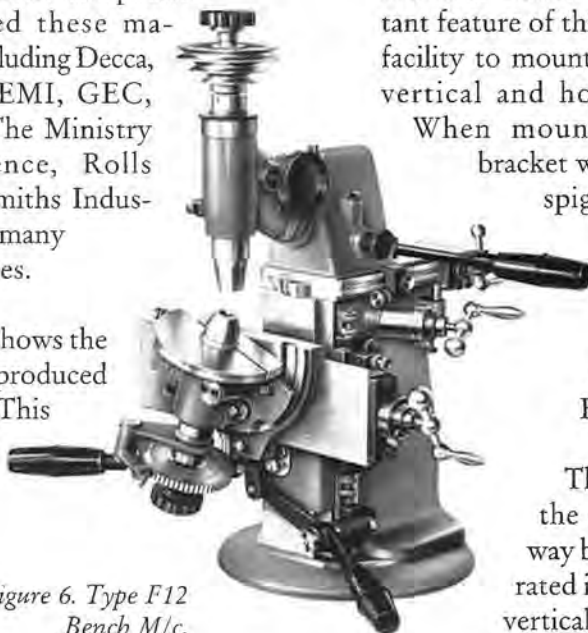 ed these ma-
luding Decca,
EMI, GEC,
The Ministry
ence, Rolls
miths Indus-
many
es.
hows the
produced
This
igure 6. Type F12
Bench M/c.
tant feature of th
facility to mount
vertical and ho
When moun
bracket w
spig
the
way b
rated i
vertical